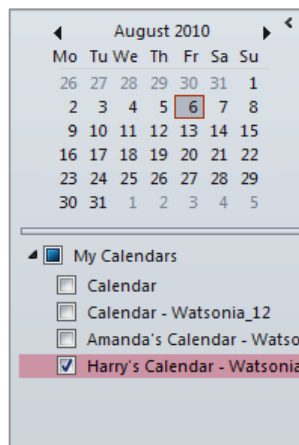 August 2010
Mo Tu We Th Fr Sa Su
26 27 28 29 30 31 1
2 3 4 5 6 7 8
9 10 11 12 13 14 15
16 17 18 19 20 21 22
23 24 25 26 27 28 29
30 31 1 2 3 4 5
My Calendars
Calendar
Calendar - Watsonia_12
Amanda's Calendar - Watso
Harry's Calendar - Watsonia